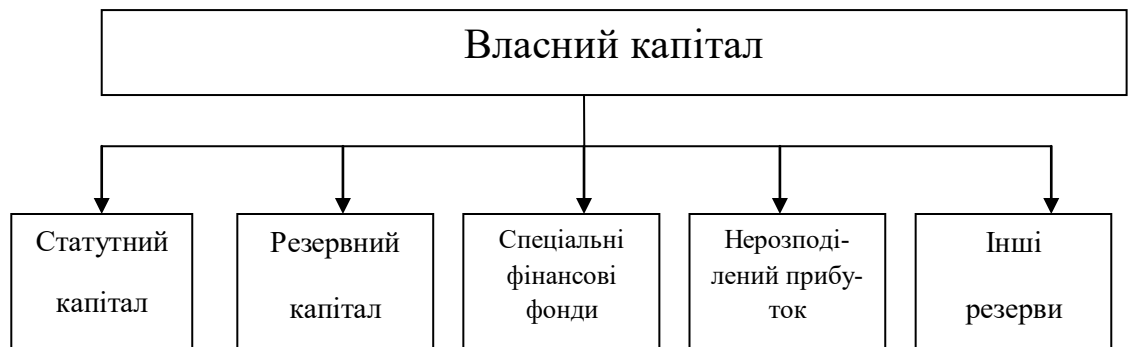 Власний капітал
Статутний
капітал
Резервний
капітал
Спеціальні
фінансові
фонди
Нерозподі-
лений прибу-
ток
Інші
резерви